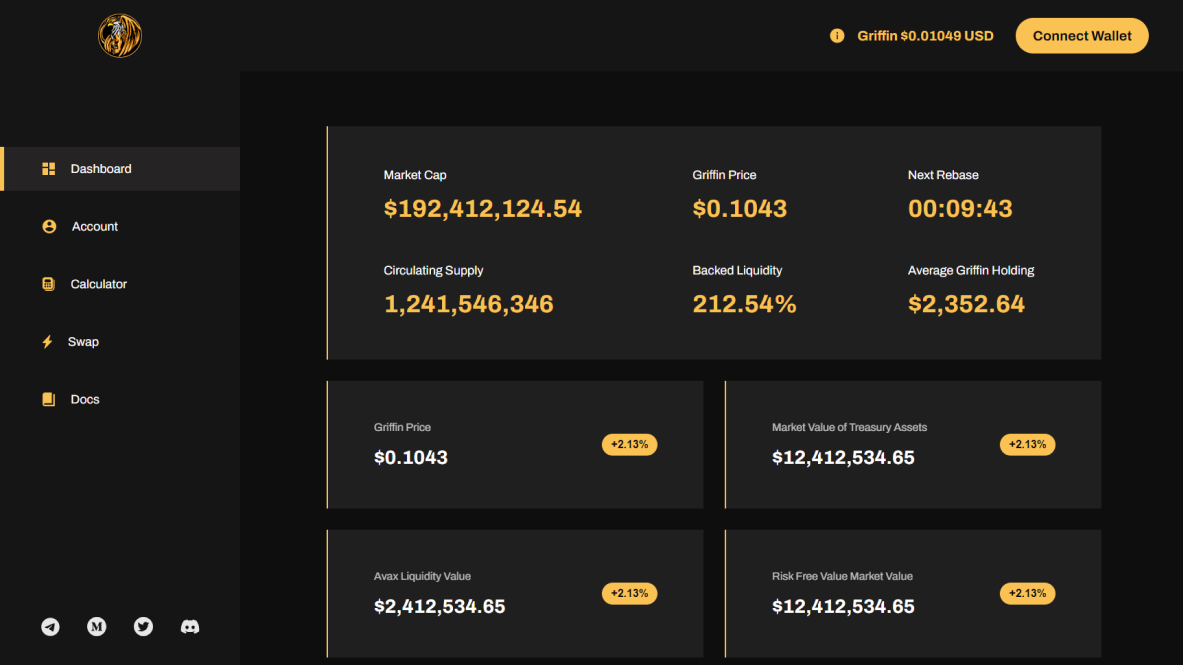 Griffin $0.01049 USD
Connect Wallet
Dashboard
Account
Calculator
Swap
Docs
Market Cap
Griffin Price
Next Rebase
$192,412,124.54
$0.1043
00:09:43
Circulating Supply
Backed Liquidity
Average Griffin Holding
1,241,546,346
212.54%
$2,352.64
Griffin Price
$0.1043
+2.13%
Market Value of Treasury Assets
$12,412,534.65
+2.13%
Avax Liquidity Value
$2,412,534.65
+2.13%
Risk Free Value Market Value
$12,412,534.65
+2.13%